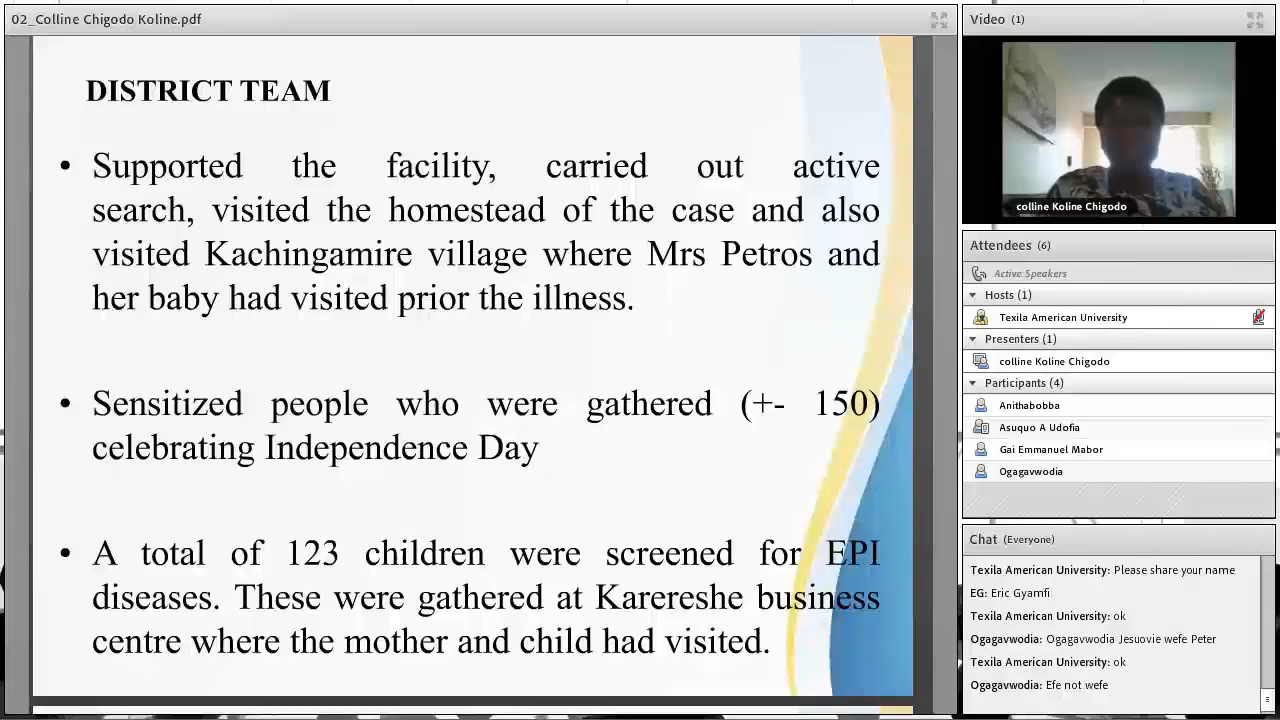 02_Colline Chigodo Koline.pdf
DISTRICT TEAM
• Supported the facility, carried out active
search, visited the homestead of the case and also
visited Kachingamire village where Mrs Petros and
her baby had visited prior the illness.
• Sensitized people who were gathered (+- 150)
celebrating Independence Day
• A total of 123 children were screened for EPI
diseases. These were gathered at Karereshe business
centre where the mother and child had visited.
Video (1)
colline Koline Chigodo
Attendees (6)
Active Speakers
Hosts (1)
Texila American University
Presenters (1)
colline Koline Chigodo
Participants (4)
Anithabobba
Asuquo A Udofia
Gai Emmanuel Mabor
Ogagavwodia
Chat (Everyone)
Texila American University: Please share your name
EG: Eric Gyamfi
Texila American University: ok
Ogagavwodia: Ogagavwodia Jesuovie wefe Peter
Texila American University: ok
Ogagavwodia: Efe not wefe